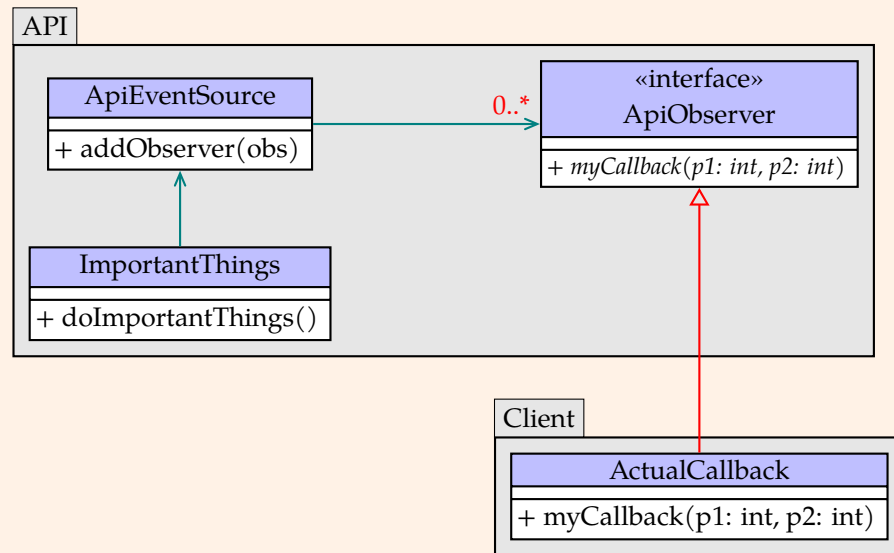 API
ApiEventSource
+ addObserver(obs)
0..*
«interface»
ApiObserver
+ myCallback(p1: int, p2: int)
ImportantThings
+ doImportantThings()
Client
ActualCallback
+ myCallback(p1: int, p2: int)